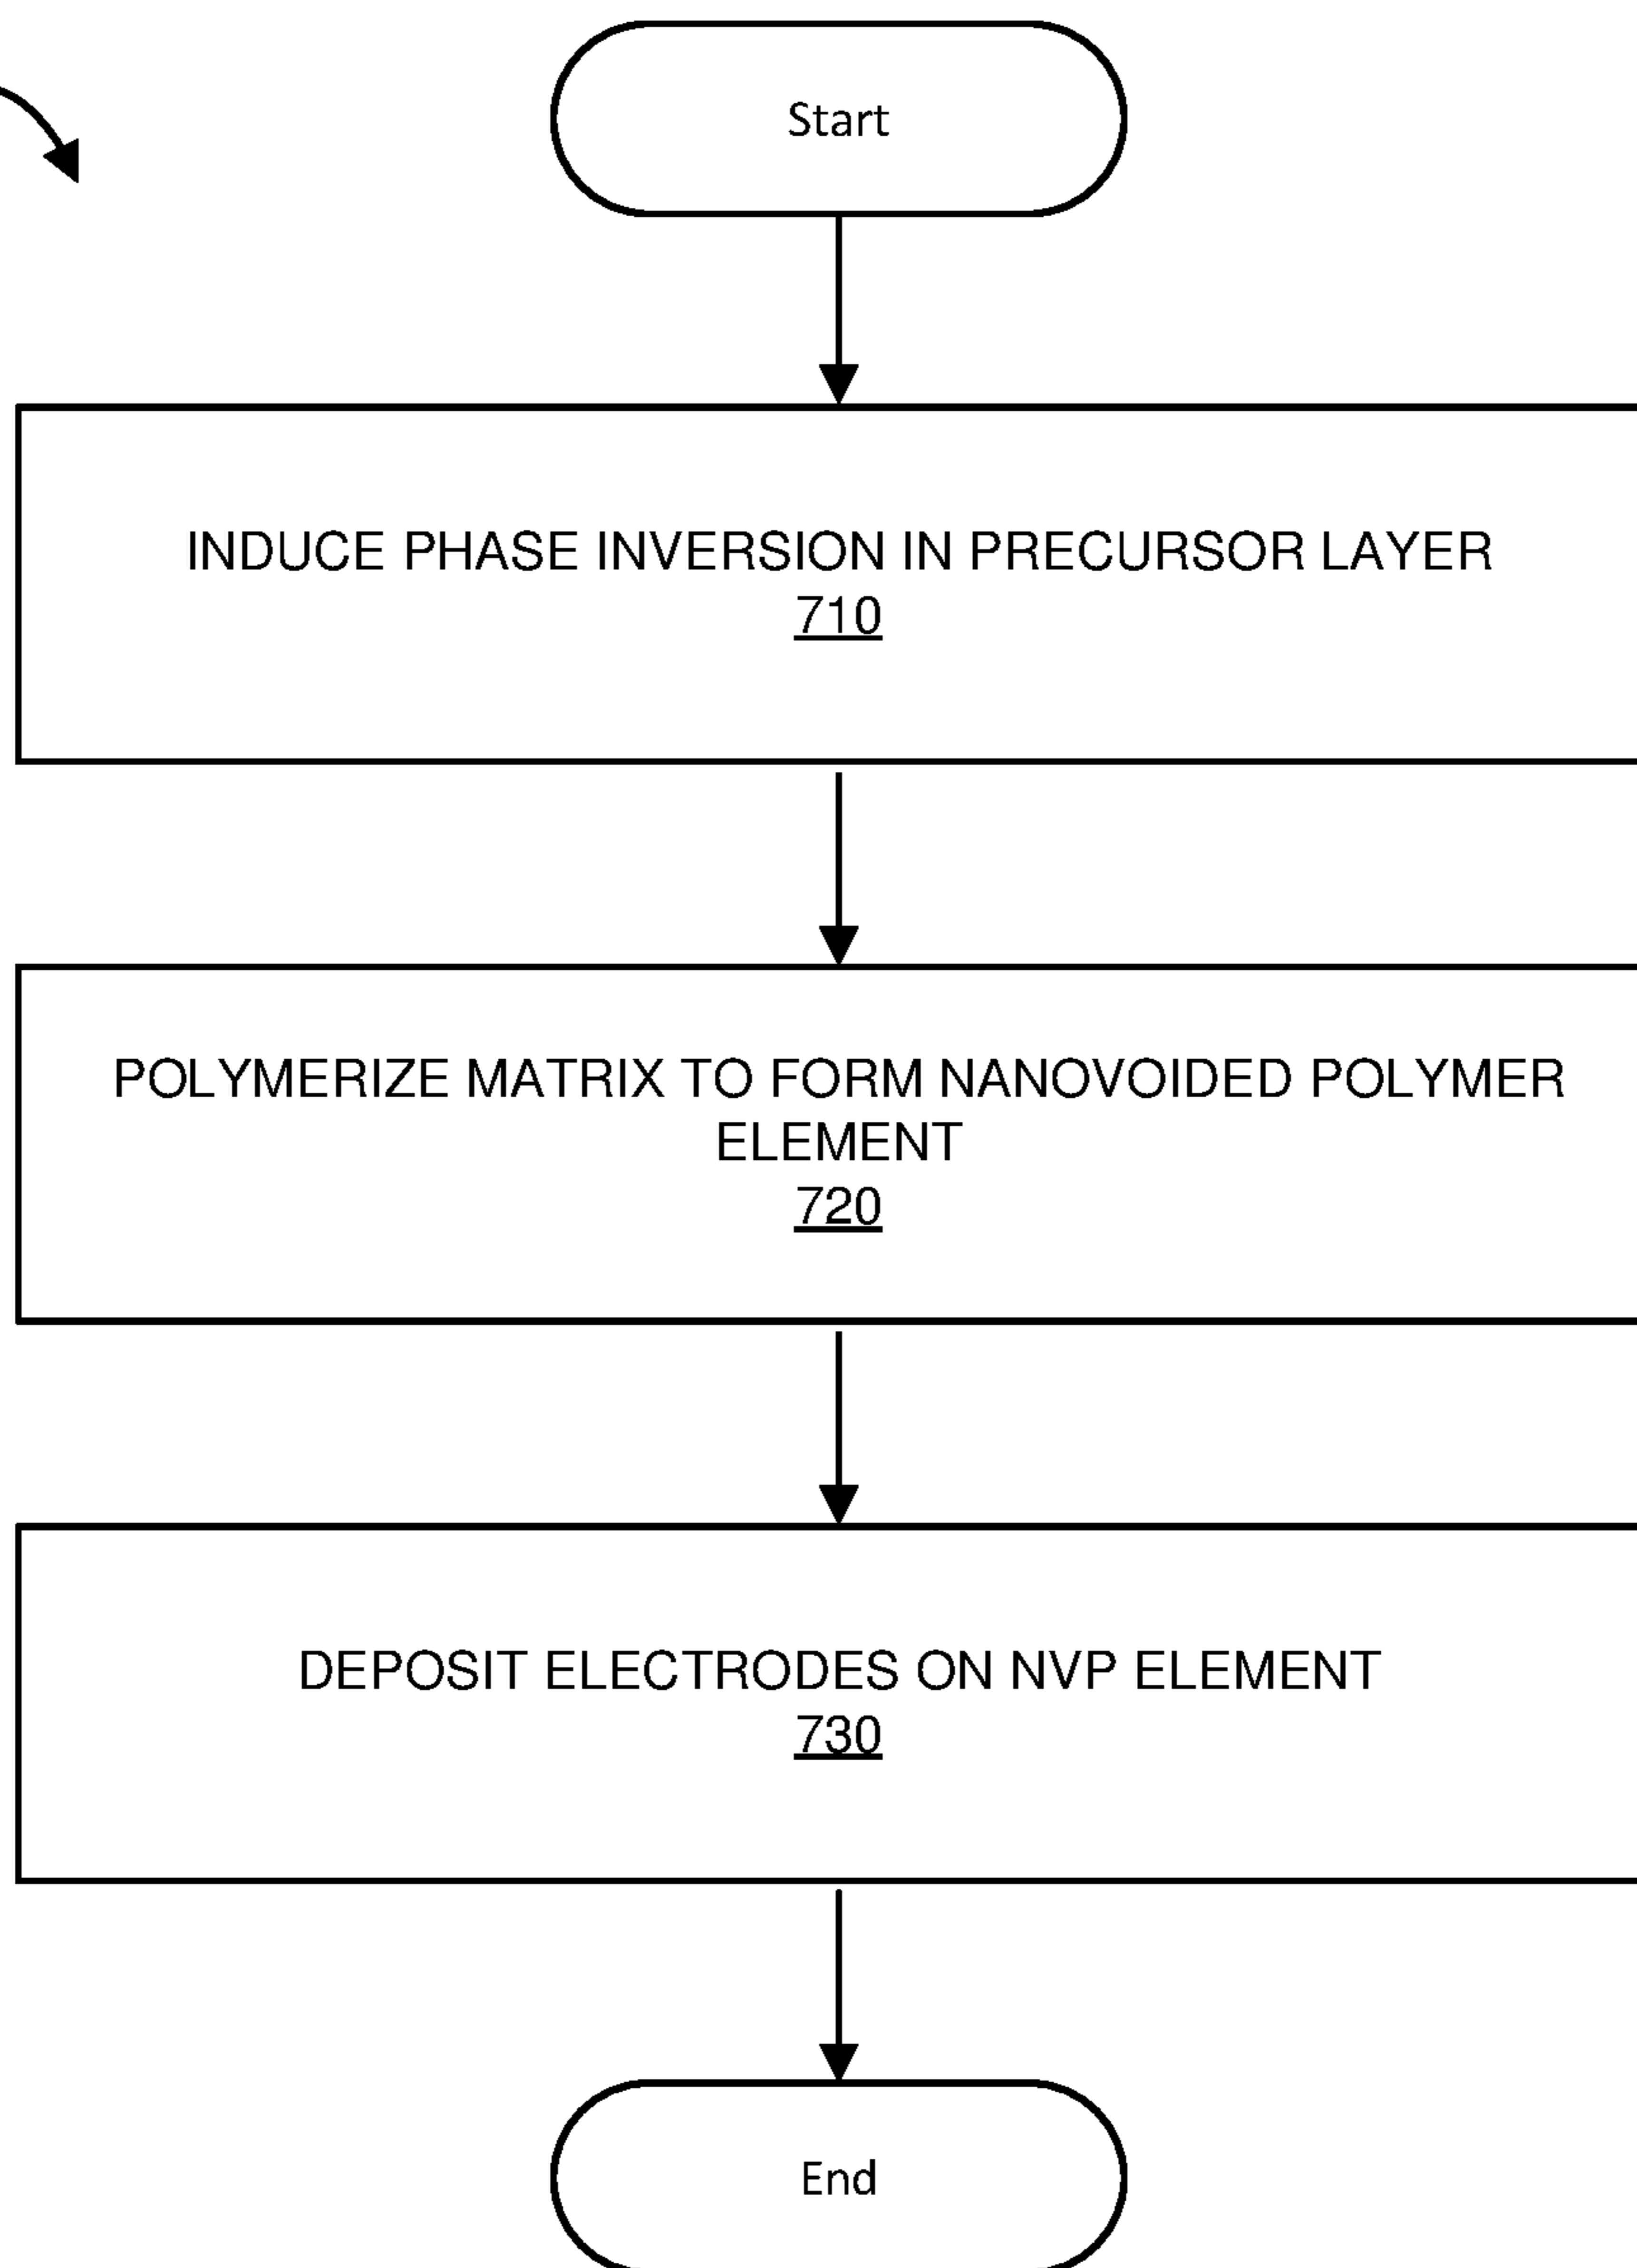 Start
INDUCE PHASE INVERSION IN PRECURSOR LAYER
710
POLYMERIZE MATRIX TO FORM NANOVOIDED POLYMER
ELEMENT
720
DEPOSIT ELECTRODES ON NVP ELEMENT
730
End